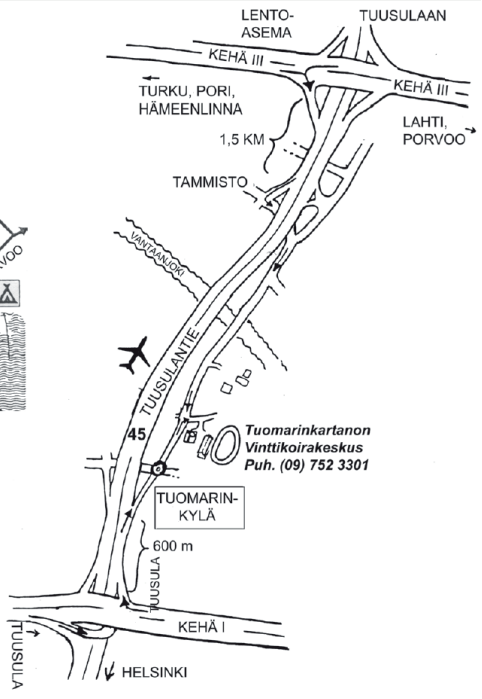 LENTO-
ASEMA
TUUSULAAN
KEHÄ III
KEHÄ III
TURKU, PORI,
HÄMEENLINNA
LAHTI,
PORVOO
1,5 KM
TAMMISTO
VANTAANJOKI
TUUSULANTIE
45
Tuomarinkartanon
Vinttikoirakeskus
Puh. (09) 752 3301
TUOMARIN-
KYLÄ
600 m
TUUSULA
KEHÄ I
TUUSULA
HELSINKI